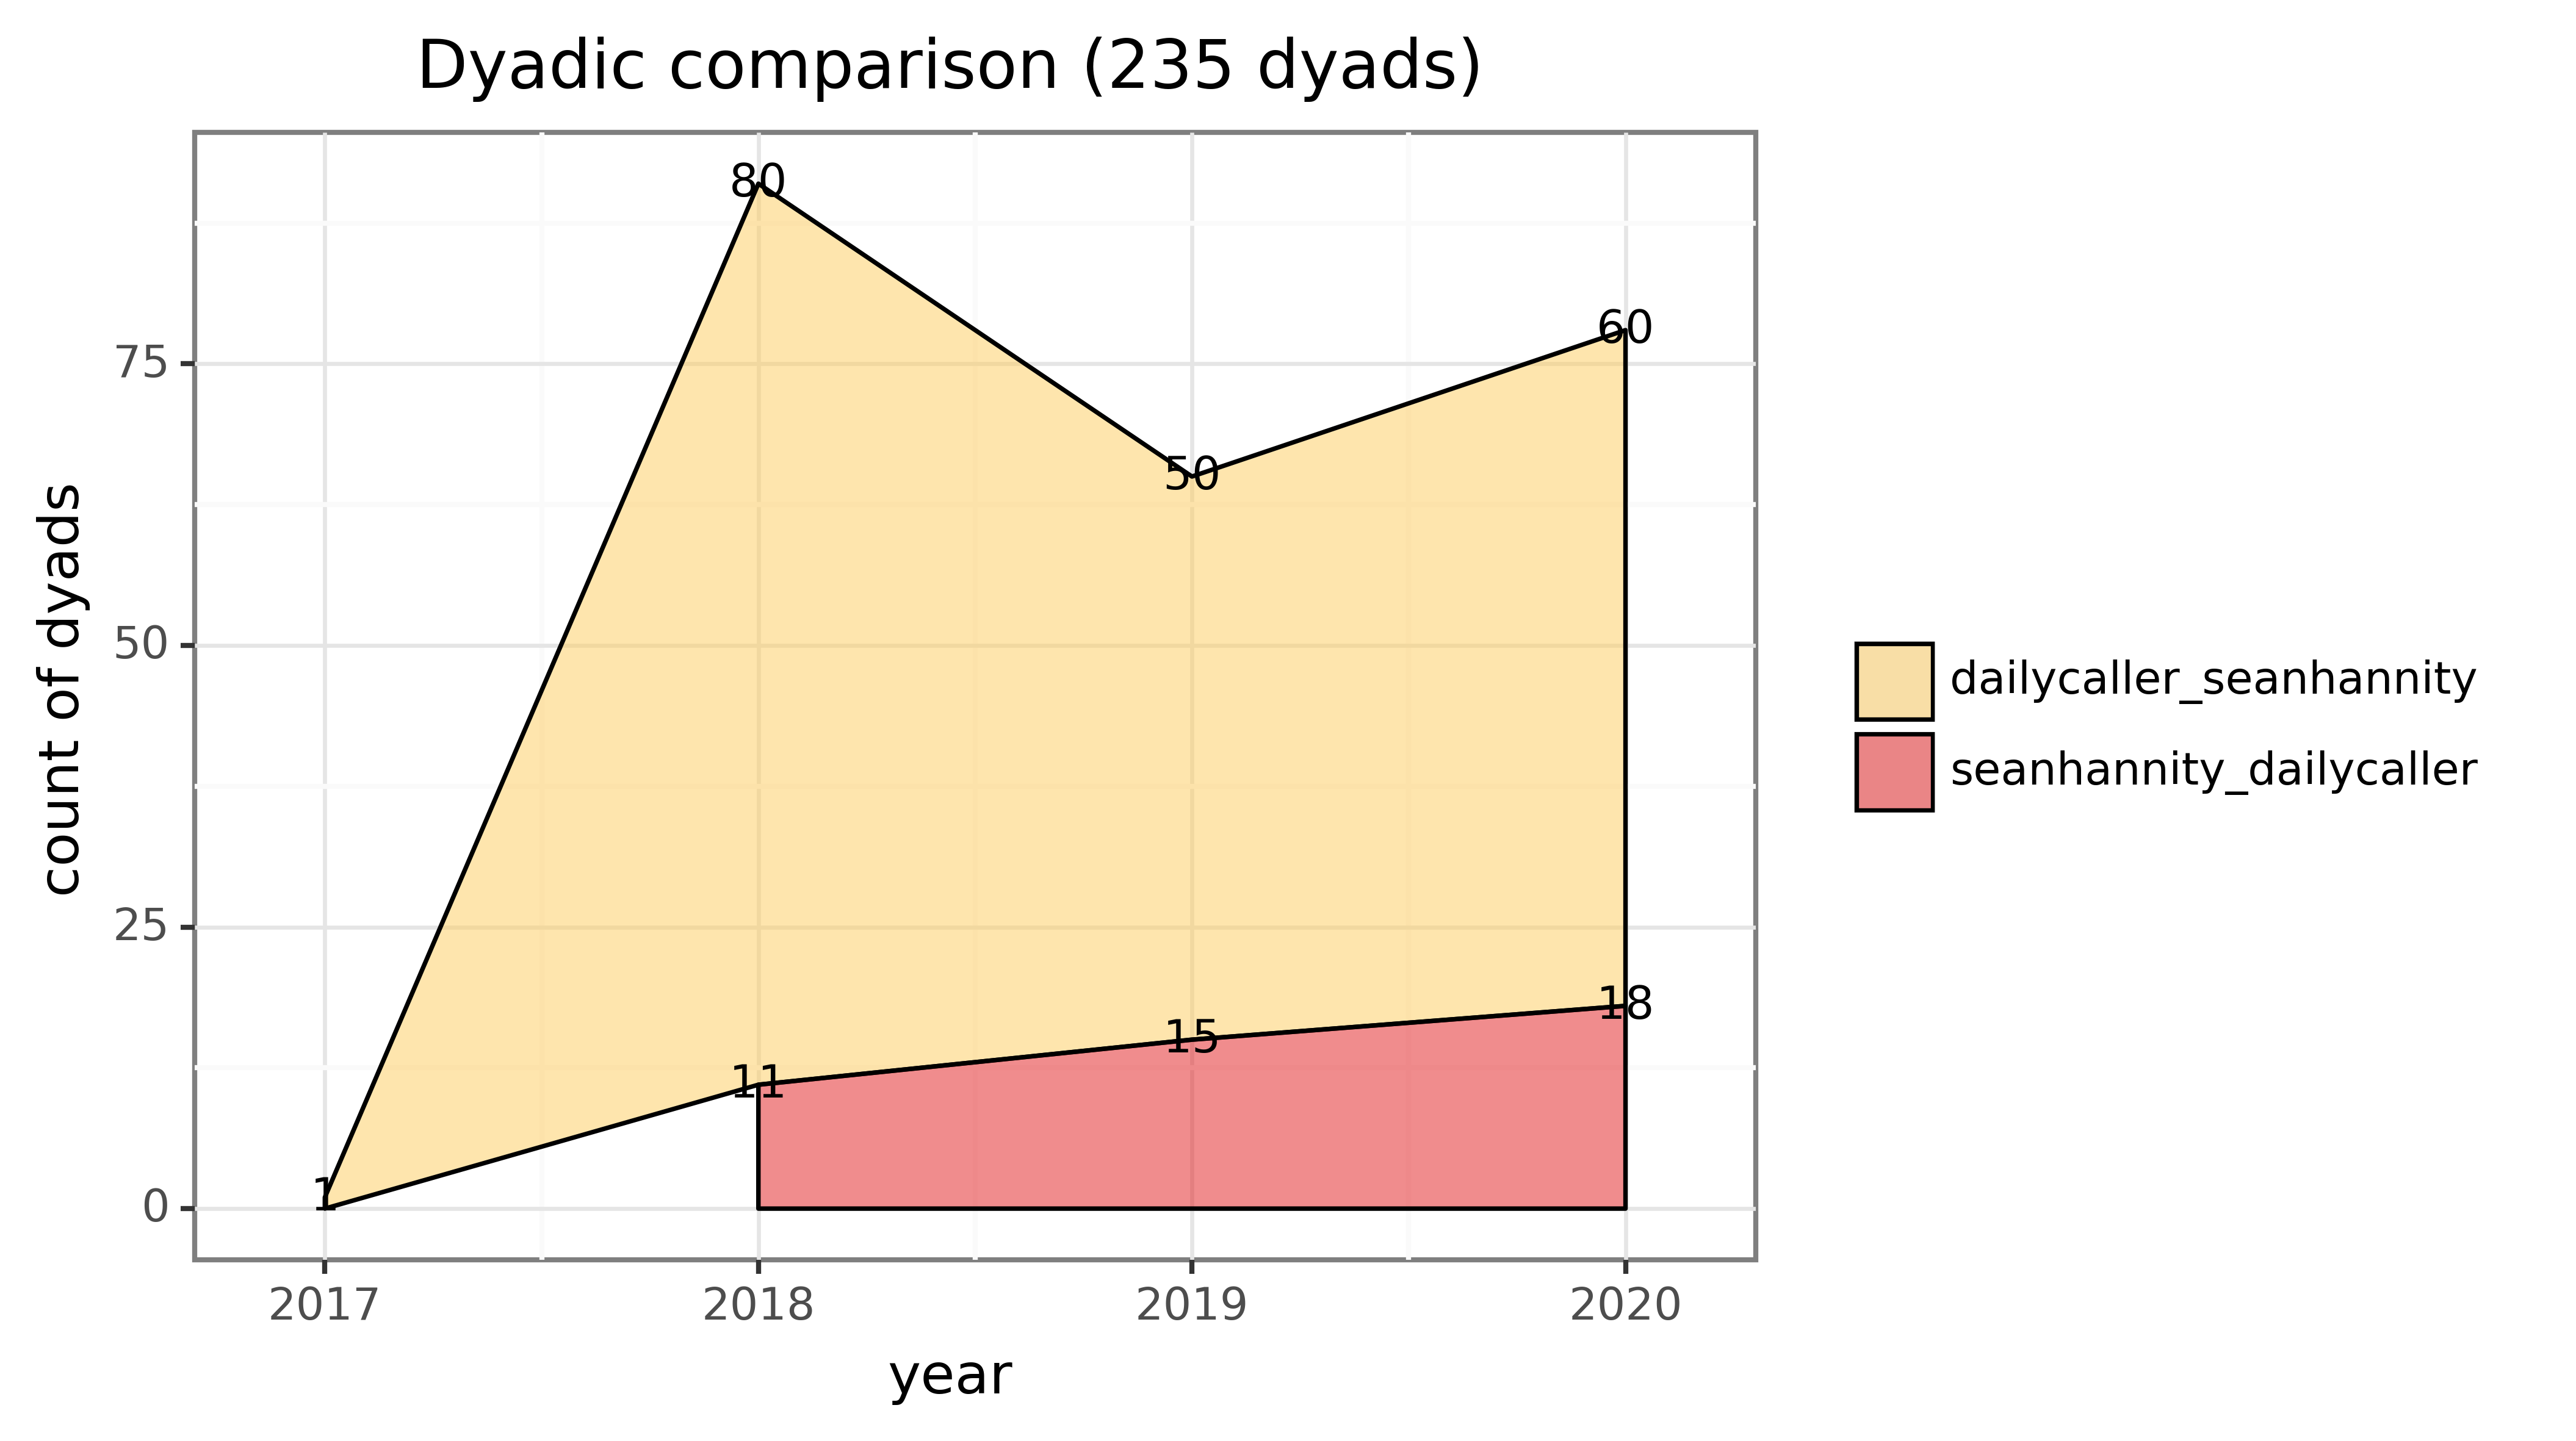 Dyadic comparison (235 dyads)
count of dyads
75
50
25
0
80
50
60
1
11
15
18
2017 2018 2019 2020
year
dailycaller_seanhannity
seanhannity_dailycaller